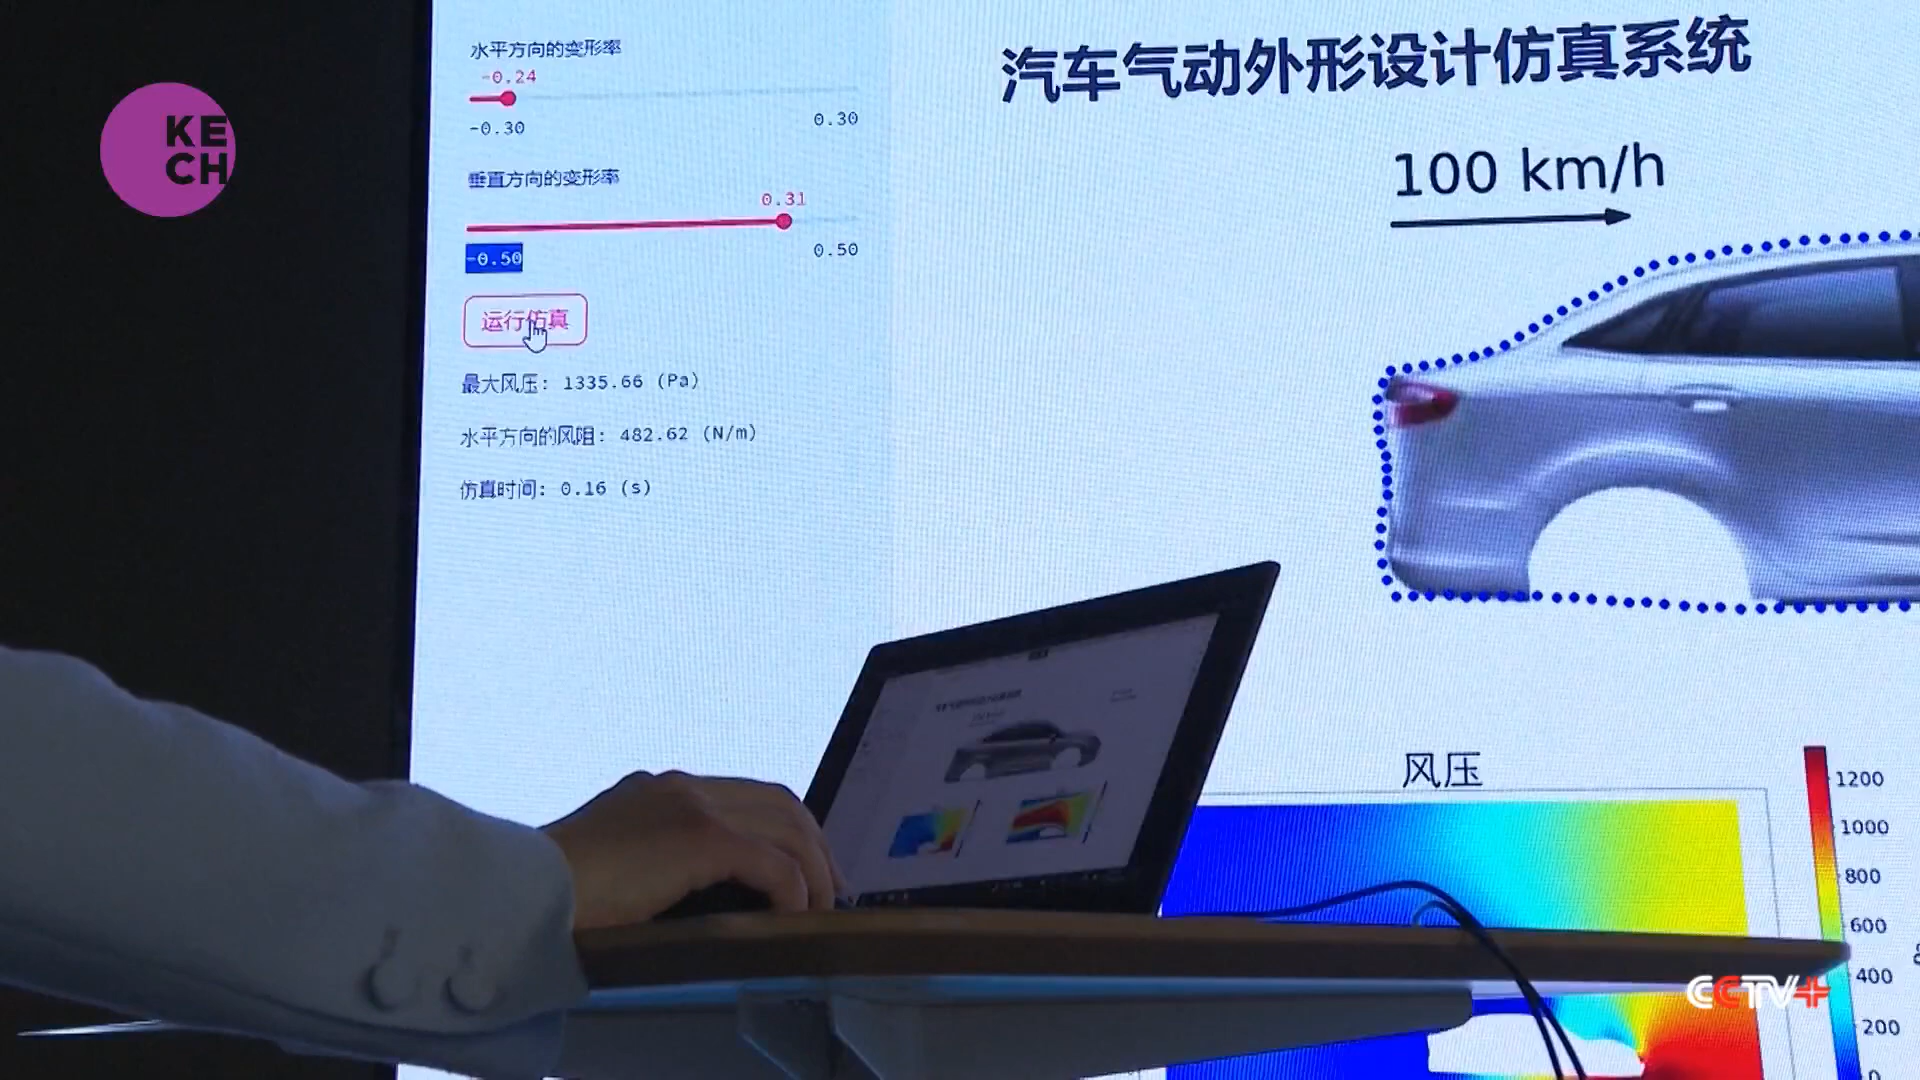 KE
CH
水平方向的变形率
-0.24
-0.30
0.30
垂直方向的变形率
0.31
-0.50
0.50
运行仿真
最大风压: 1335.66 (Pa)
水平方向的风阻: 482.62 (N/m)
仿真时间: 0.16 (s)
汽车气动外形设计仿真系统
100 km/h
风压
1200
1000
800
600
400
200
0
CCTV+